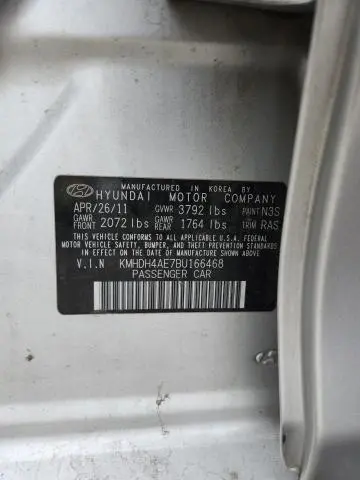 MANUFACTURED IN KOREA BY
HYUNDAI MOTOR COMPANY
APR/26/11 GVWR 3792 lbs PAINT N3S
GAWR FRONT 2072 lbs GAWR REAR 1764 lbs TRIM RAS
THIS VEHICLE CONFORMS TO ALL APPLICABLE U.S.A. FEDERAL
MOTOR VEHICLE SAFETY, BUMPER, AND THEFT PREVENTION
STANDARDS IN EFFECT ON THE DATE OF MANUFACTURE SHOWN ABOVE.
V.I.N KMHDH4AE7BU166468
PASSENGER CAR